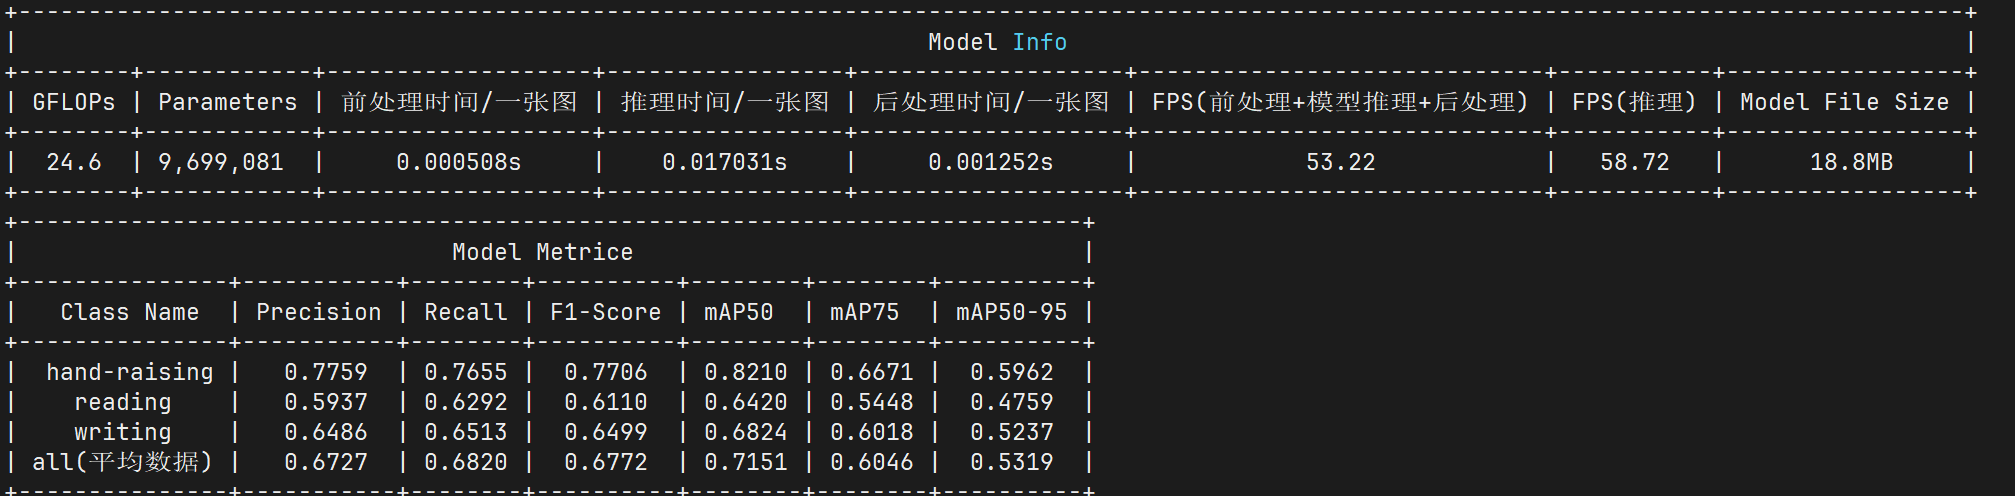 Model Info
| GFLOPs | Parameters | 前处理时间/一张图 | 推理时间/一张图 | 后处理时间/一张图 | FPS(前处理+模型推理+后处理) | FPS(推理) | Model File Size |
| 24.6 | 9,699,081 | 0.000508s | 0.017031s | 0.001252s | 53.22 | 58.72 | 18.8MB |
Model Metrice
| Class Name | Precision | Recall | F1-Score | mAP50 | mAP75 | mAP50-95 |
| hand-raising | 0.7759 | 0.7655 | 0.7706 | 0.8210 | 0.6671 | 0.5962 |
| reading | 0.5937 | 0.6292 | 0.6110 | 0.6420 | 0.5448 | 0.4759 |
| writing | 0.6486 | 0.6513 | 0.6499 | 0.6824 | 0.6018 | 0.5237 |
| all(平均数据) | 0.6727 | 0.6820 | 0.6772 | 0.7151 | 0.6046 | 0.5319 |